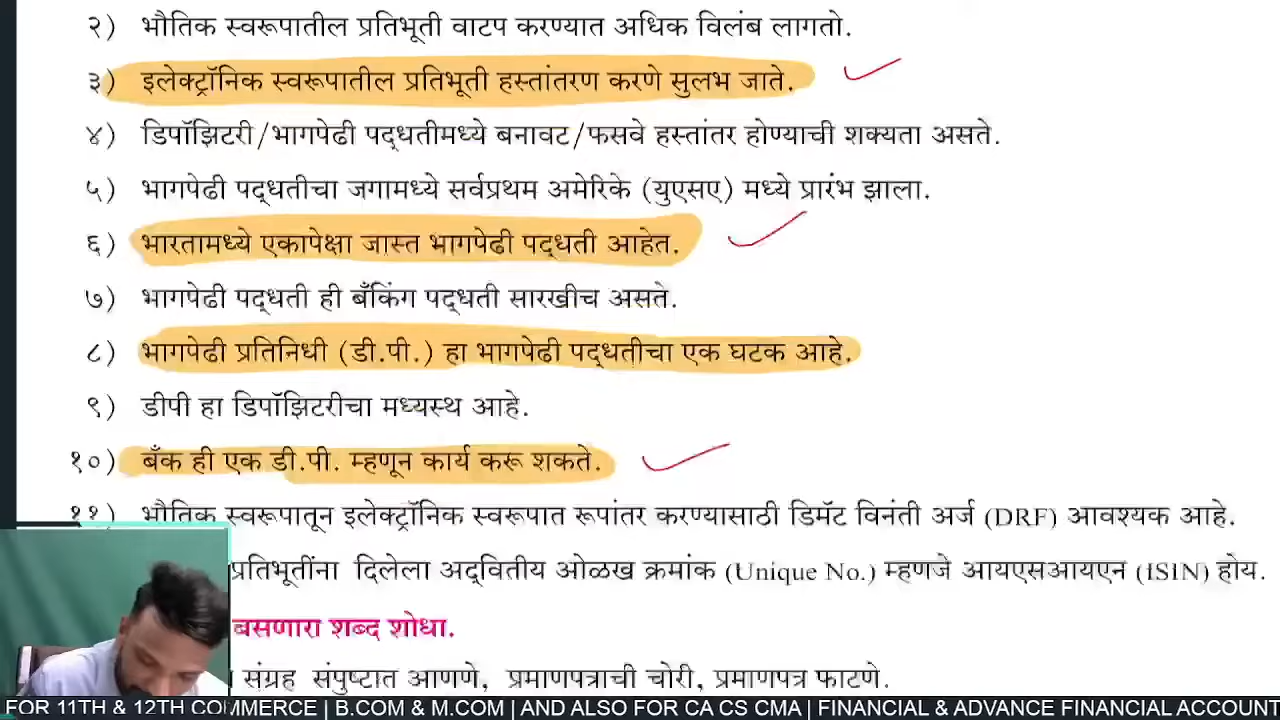 २) भौतिक स्वरूपातील प्रतिभूती वाटप करण्यात अधिक विलंब लागतो.
३) इलेक्ट्रॉनिक स्वरूपातील प्रतिभूती हस्तांतरण करणे सुलभ जाते.
४) डिपॉझिटरी/भागपेढी पद्धतीमध्ये बनावट/फसवे हस्तांतर होण्याची शक्यता असते.
५) भागपेढी पद्धतीचा जगामध्ये सर्वप्रथम अमेरिके (युएसए) मध्ये प्रारंभ झाला.
६) भारतामध्ये एकापेक्षा जास्त भागपेढी पद्धती आहेत.
७) भागपेढी पद्धती ही बँकिंग पद्धती सारखीच असते.
८) भागपेढी प्रतिनिधी (डी.पी.) हा भागपेढी पद्धतीचा एक घटक आहे.
९) डीपी हा डिपॉझिटरीचा मध्यस्थ आहे.
१०) बँक ही एक डी.पी. म्हणून कार्य करू शकते.
११) भौतिक स्वरूपातून इलेक्ट्रॉनिक स्वरूपात रूपांतर करण्यासाठी डिमॅट विनंती अर्ज (DRF) आवश्यक आहे.
प्रतिभूतींना दिलेला अद्वितीय ओळख क्रमांक (Unique No.) म्हणजे आयएसआयएन (ISIN) होय.
बसणारा शब्द शोधा.
संग्रह संपुष्टात आणणे, प्रमाणपत्राची चोरी, प्रमाणपत्र फाटणे.
FOR 11TH & 12TH COMMERCE | B.COM & M.COM | AND ALSO FOR CA CS CMA | FINANCIAL & ADVANCE FINANCIAL ACCOUNT